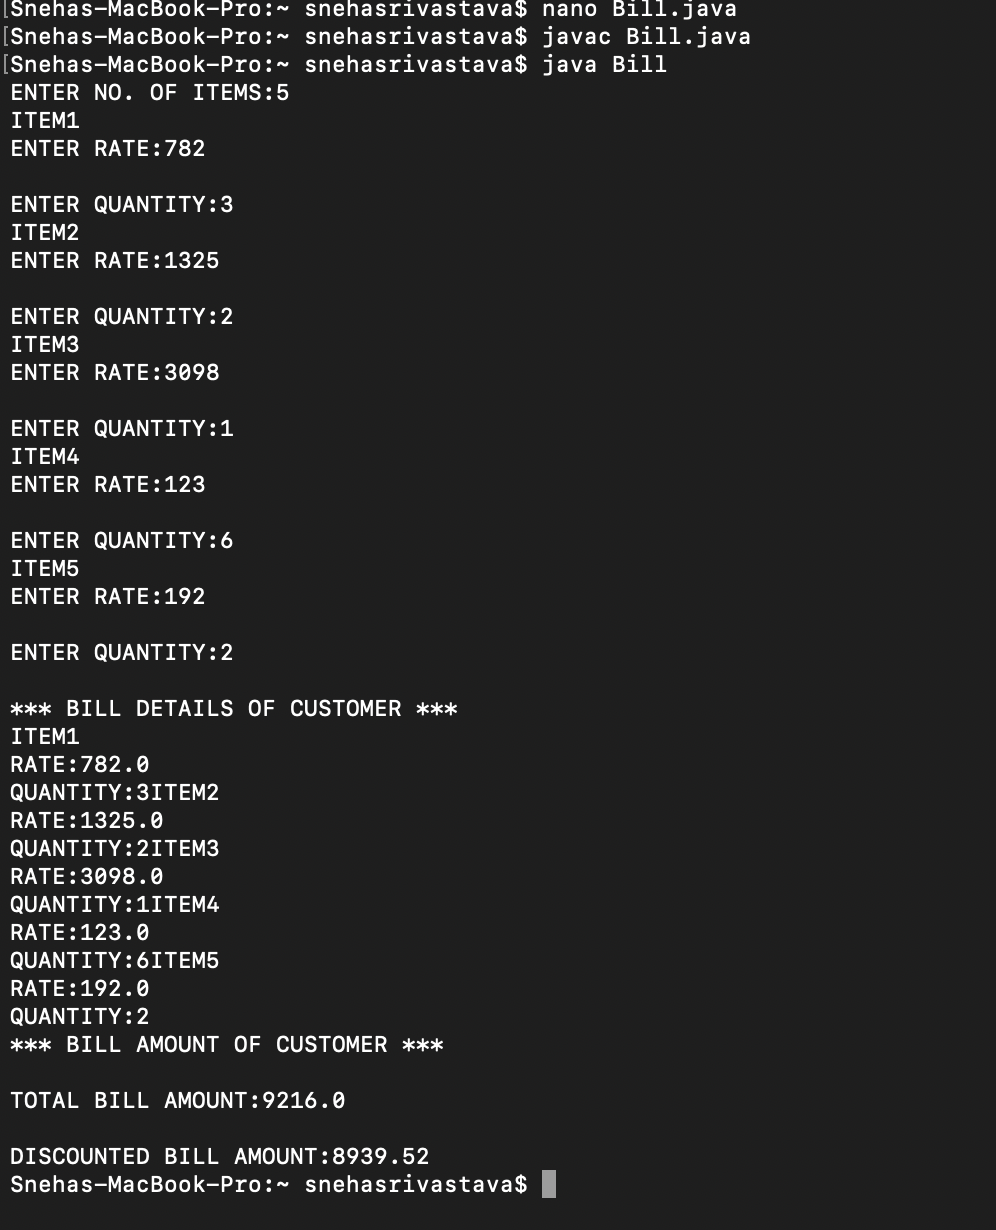 [Snehas-MacBook-Pro:~ snehasrivastava$ nano Bill.java
[Snehas-MacBook-Pro:~ snehasrivastava$ javac Bill.java
[Snehas-MacBook-Pro:~ snehasrivastava$ java Bill
ENTER NO. OF ITEMS:5
ITEM1
ENTER RATE:782
ENTER QUANTITY:3
ITEM2
ENTER RATE:1325
ENTER QUANTITY:2
ITEM3
ENTER RATE:3098
ENTER QUANTITY:1
ITEM4
ENTER RATE:123
ENTER QUANTITY:6
ITEM5
ENTER RATE:192
ENTER QUANTITY:2
*** BILL DETAILS OF CUSTOMER ***
ITEM1
RATE:782.0
QUANTITY:3ITEM2
RATE:1325.0
QUANTITY:2ITEM3
RATE:3098.0
QUANTITY:1ITEM4
RATE:123.0
QUANTITY:6ITEM5
RATE:192.0
QUANTITY:2
*** BILL AMOUNT OF CUSTOMER ***
TOTAL BILL AMOUNT:9216.0
DISCOUNTED BILL AMOUNT:8939.52
Snehas-MacBook-Pro:~ snehasrivastava$